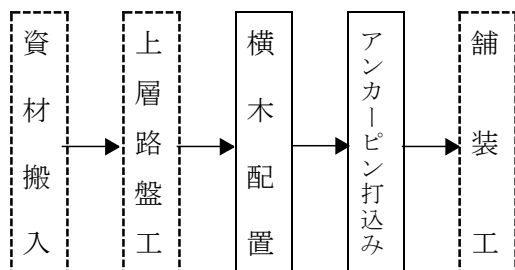 資材搬入
上層路盤工
横木配置
アンカーピン打込み
舗装工